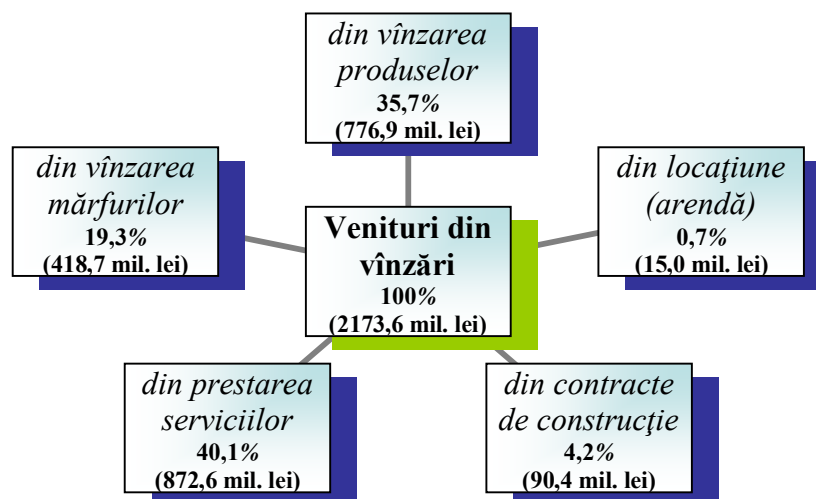 din vînzarea
produselor
35,7%
(776,9 mil. lei)
din vînzarea
mărfurilor
19,3%
(418,7 mil. lei)
din locaţiune
(arendă)
0,7%
(15,0 mil. lei)
Venituri din
vînzări
100%
(2173,6 mil. lei)
din prestarea
serviciilor
40,1%
(872,6 mil. lei)
din contracte
de construcţie
4,2%
(90,4 mil. lei)